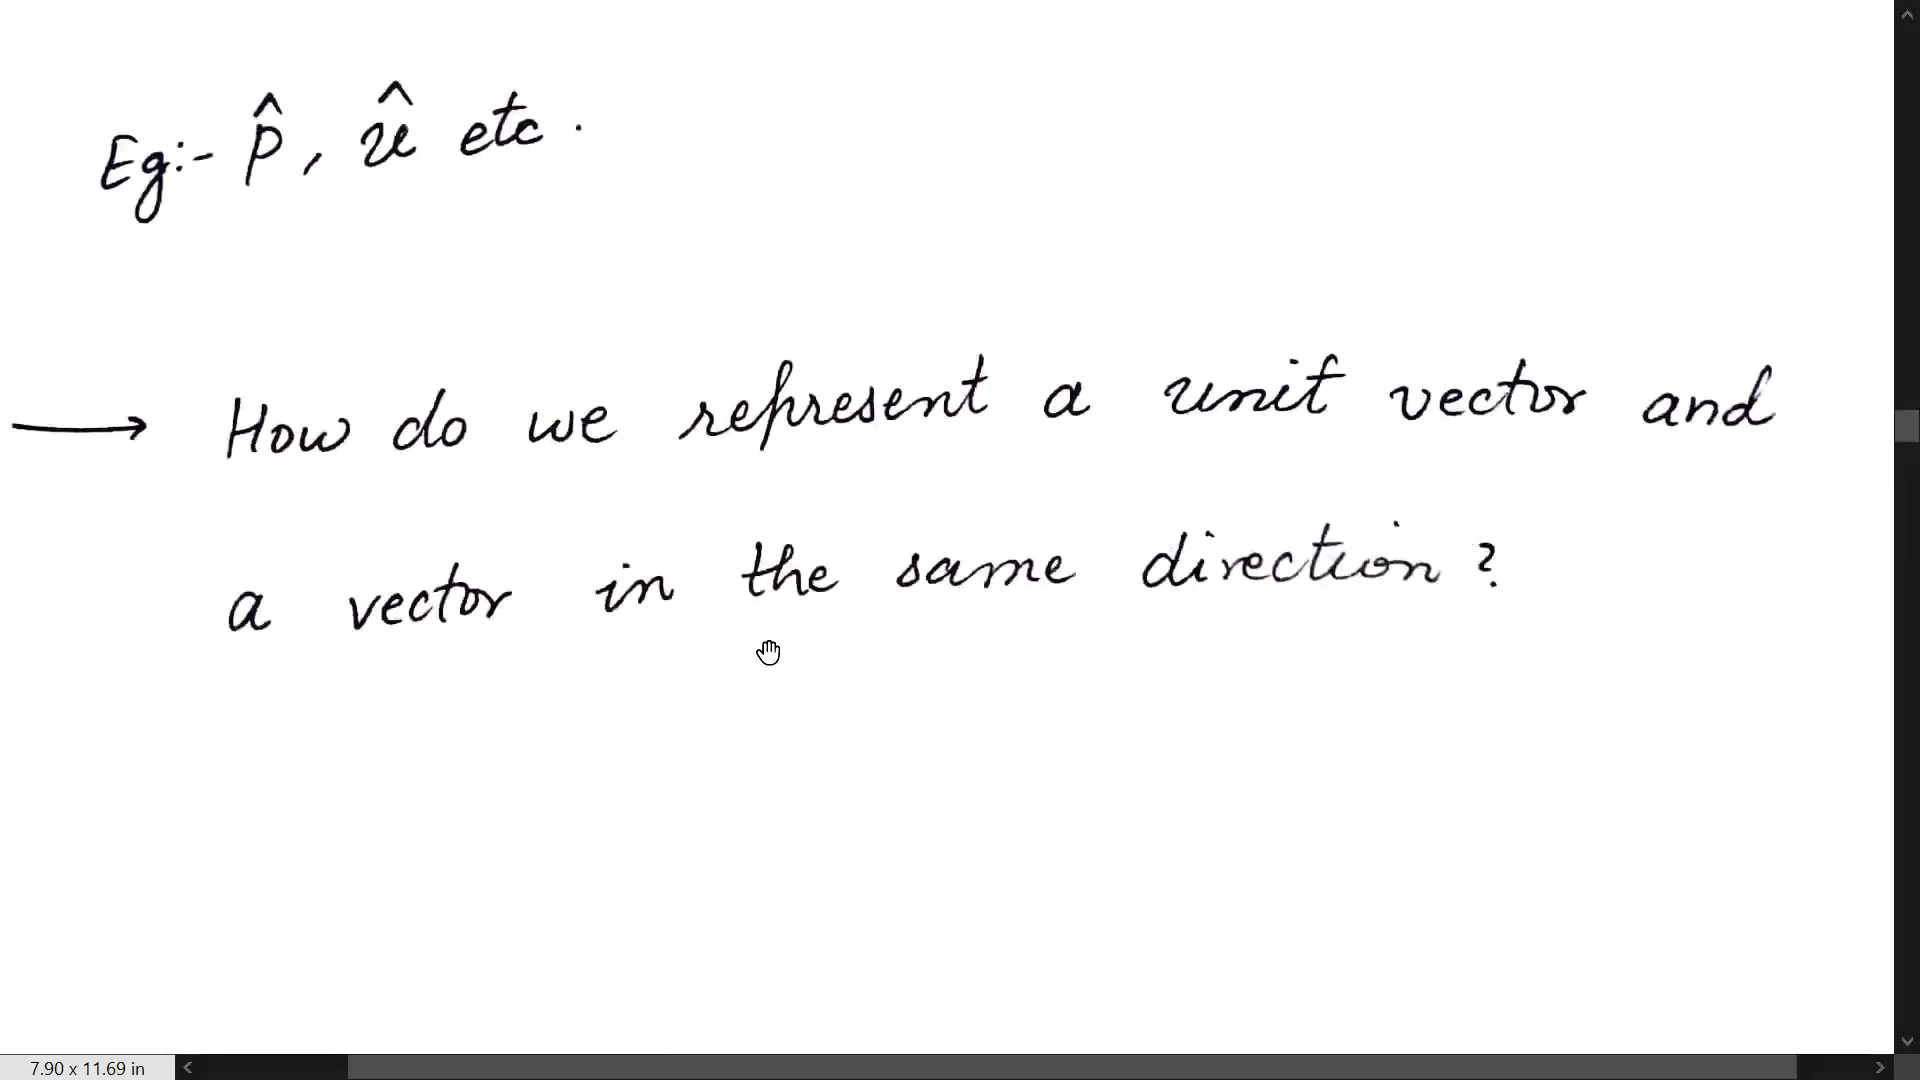 Eg:- p̂, û etc.
How do we represent a unit vector and
a vector in the same direction?
7.90 x 11.69 in